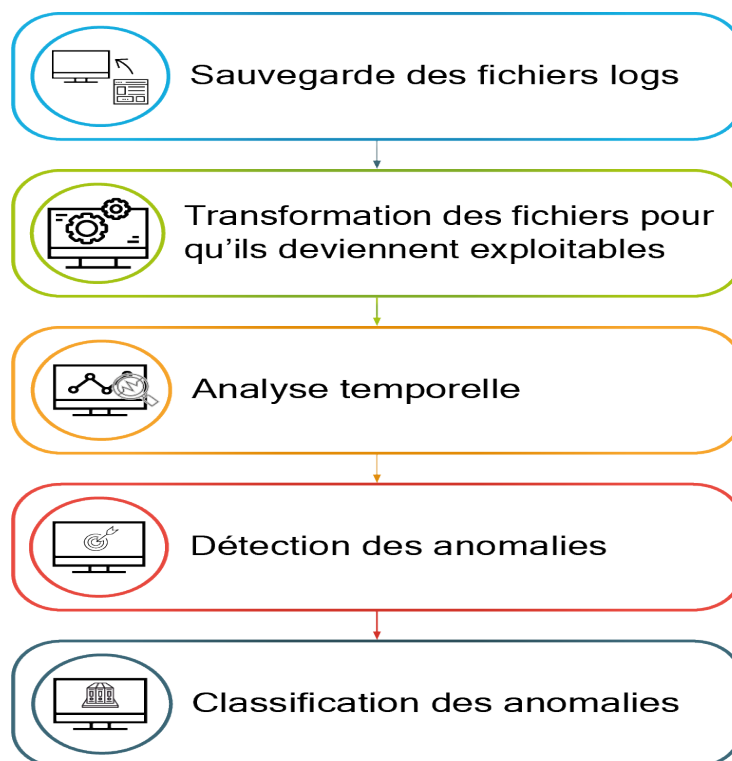 Sauvegarde des fichiers logs
Transformation des fichiers pour
qu'ils deviennent exploitables
Analyse temporelle
Détection des anomalies
Classification des anomalies